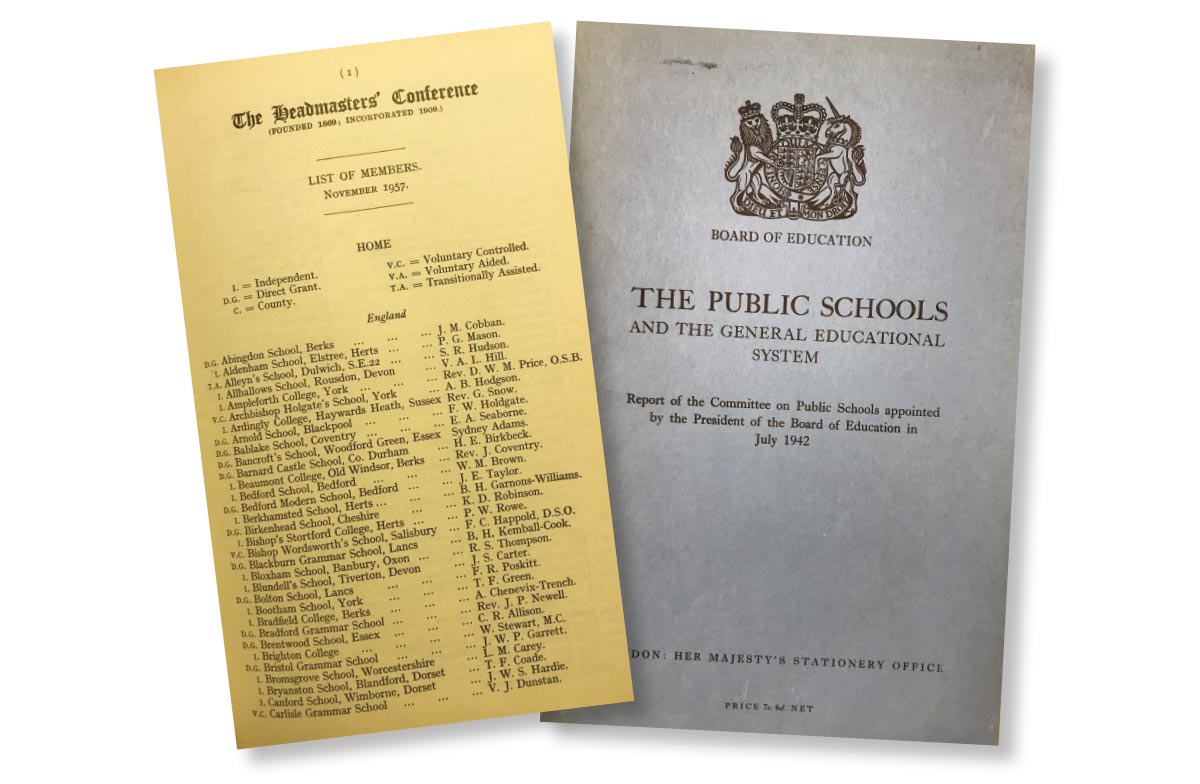 ( 1 )
The Headmasters' Conference
(FOUNDED 1869; INCORPORATED 1909.)
LIST OF MEMBERS.
NOVEMBER 1957.
HOME
I. = Independent. V.C. = Voluntary Controlled.
D.G. = Direct Grant. V.A. = Voluntary Aided.
C. = County. T.A. = Transitionally Assisted.
England
D.G. Abingdon School, Berks ... ... ... J. M. Cobban.
I. Aldenham School, Elstree, Herts ... ... P. G. Mason.
T.A. Alleyn's School, Dulwich, S.E.22 ... ... S. R. Hudson.
I. Allhallows School, Rousdon, Devon ... V. A. L. Hill.
I. Ampleforth College, York ... ... ... Rev. D. W. M. Price, O.S.B.
V.C. Archbishop Holgate's School, York ... A. B. Hodgson.
I. Ardingly College, Haywards Heath, Sussex Rev. G. Snow.
D.G. Arnold School, Blackpool ... ... ... F. W. Holdgate.
D.G. Bablake School, Coventry ... ... ... E. A. Seaborne.
D.G. Bancroft's School, Woodford Green, Essex Sydney Adams.
D.G. Barnard Castle School, Co. Durham ... H. E. Birkbeck.
I. Beaumont College, Old Windsor, Berks ... Rev. J. Coventry.
I. Bedford School, Bedford ... ... ... W. M. Brown.
D.G. Bedford Modern School, Bedford ... ... J. E. Taylor.
I. Berkhamsted School, Herts ... ... ... B. H. Garnons-Williams.
D.G. Birkenhead School, Cheshire ... ... K. D. Robinson.
I. Bishop's Stortford College, Herts ... ... P. W. Rowe.
V.C. Bishop Wordsworth's School, Salisbury ... F. C. Happold, D.S.O.
D.G. Blackburn Grammar School, Lancs ... B. H. Kemball-Cook.
I. Bloxham School, Banbury, Oxon ... ... R. S. Thompson.
I. Blundell's School, Tiverton, Devon ... J. S. Carter.
D.G. Bolton School, Lancs ... ... ... F. R. Poskitt.
I. Bootham School, York ... ... ... T. F. Green.
I. Bradfield College, Berks ... ... ... A. Chenevix-Trench.
D.G. Bradford Grammar School ... ... ... Rev. J. P. Newell.
D.G. Brentwood School, Essex ... ... ... C. R. Allison.
I. Brighton College ... ... ... ... W. Stewart, M.C.
D.G. Bristol Grammar School ... ... ... J. W. P. Garrett.
I. Bromsgrove School, Worcestershire ... L. M. Carey.
I. Bryanston School, Blandford, Dorset ... T. F. Coade.
I. Canford School, Wimborne, Dorset ... J. W. S. Hardie.
V.C. Carlisle Grammar School ... ... ... V. J. Dunstan.
DIEU ET MON DROIT
BOARD OF EDUCATION
THE PUBLIC SCHOOLS
AND THE GENERAL EDUCATIONAL
SYSTEM
Report of the Committee on Public Schools appointed
by the President of the Board of Education in
July 1942
DON: HER MAJESTY'S STATIONERY OFFICE
PRICE 7s. 6d. NET